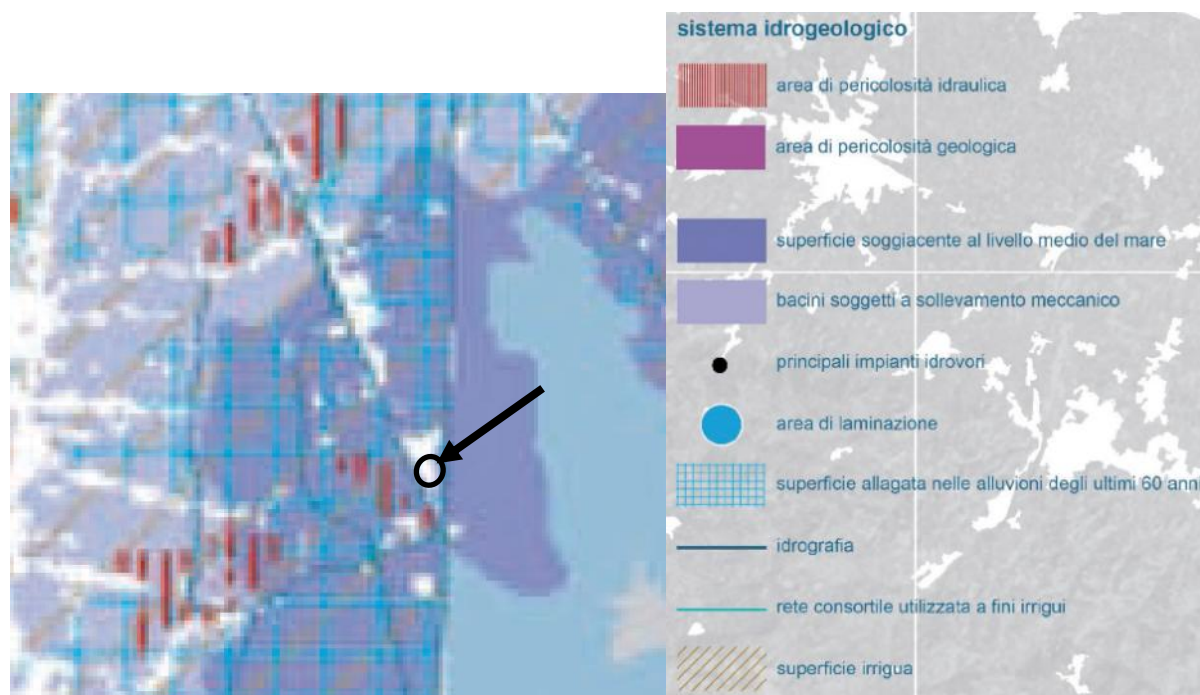 sistema idrogeologico
area di pericolosità idraulica
area di pericolosità geologica
superficie soggiacente al livello medio del mare
bacini soggetti a sollevamento meccanico
principali impianti idrovori
area di laminazione
superficie allagata nelle alluvioni degli ultimi 60 anni
idrografia
rete consortile utilizzata a fini irrigui
superficie irrigua